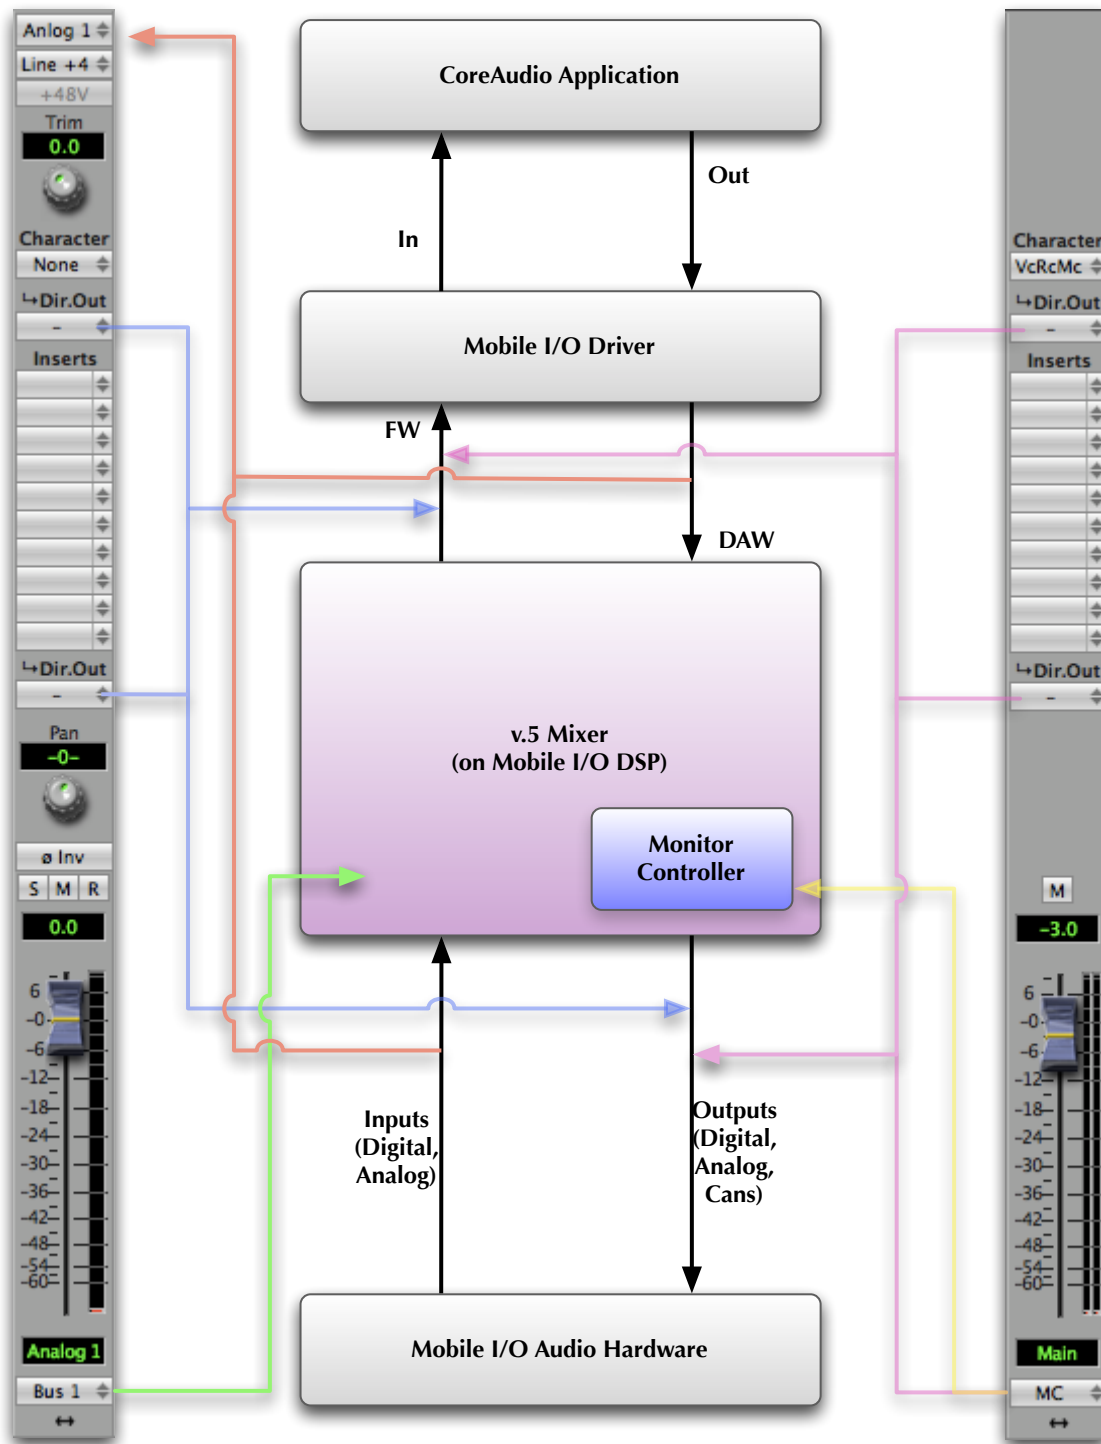 Anlog 1
Line +4
+48V
Trim
0.0
Character
None
↳Dir.Out
-
Inserts
↳Dir.Out
-
Pan
-0-
ø Inv
S M R
0.0
6
-0
-6
-12
-18
-24
-30
-36
-42
-48
-54
-60
Analog 1
Bus 1
↔
CoreAudio Application
In
Out
Mobile I/O Driver
FW
DAW
v.5 Mixer
(on Mobile I/O DSP)
Monitor
Controller
Inputs
(Digital,
Analog)
Outputs
(Digital,
Analog,
Cans)
Mobile I/O Audio Hardware
Character
VcRcMc
↳Dir.Out
-
Inserts
↳Dir.Out
-
M
-3.0
6
-0
-6
-12
-18
-24
-30
-36
-42
-48
-54
-60
Main
MC
↔